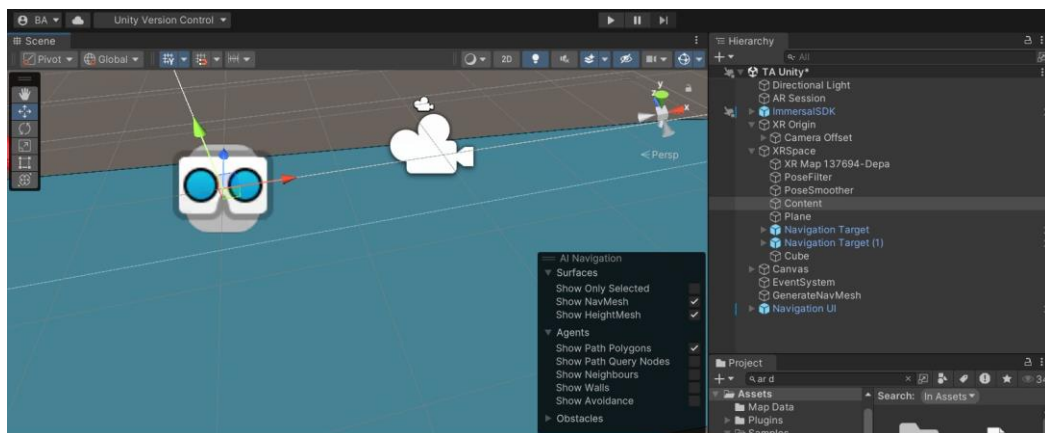 BA
Unity Version Control
Scene
Hierarchy
Pivot
Global
2D
All
TA Unity*
Directional Light
AR Session
ImmersalSDK
XR Origin
Camera Offset
XRSpace
XR Map 137694-Depa
PoseFilter
PoseSmoother
Content
Plane
Navigation Target
Navigation Target (1)
Cube
Canvas
EventSystem
GenerateNavMesh
Navigation UI
y
z
x
Persp
AI Navigation
Surfaces
Show Only Selected
Show NavMesh
Show HeightMesh
Agents
Show Path Polygons
Show Path Query Nodes
Show Neighbours
Show Walls
Show Avoidance
Obstacles
Project
ar d
34
Assets
Search: In Assets
Map Data
Plugins
Samples